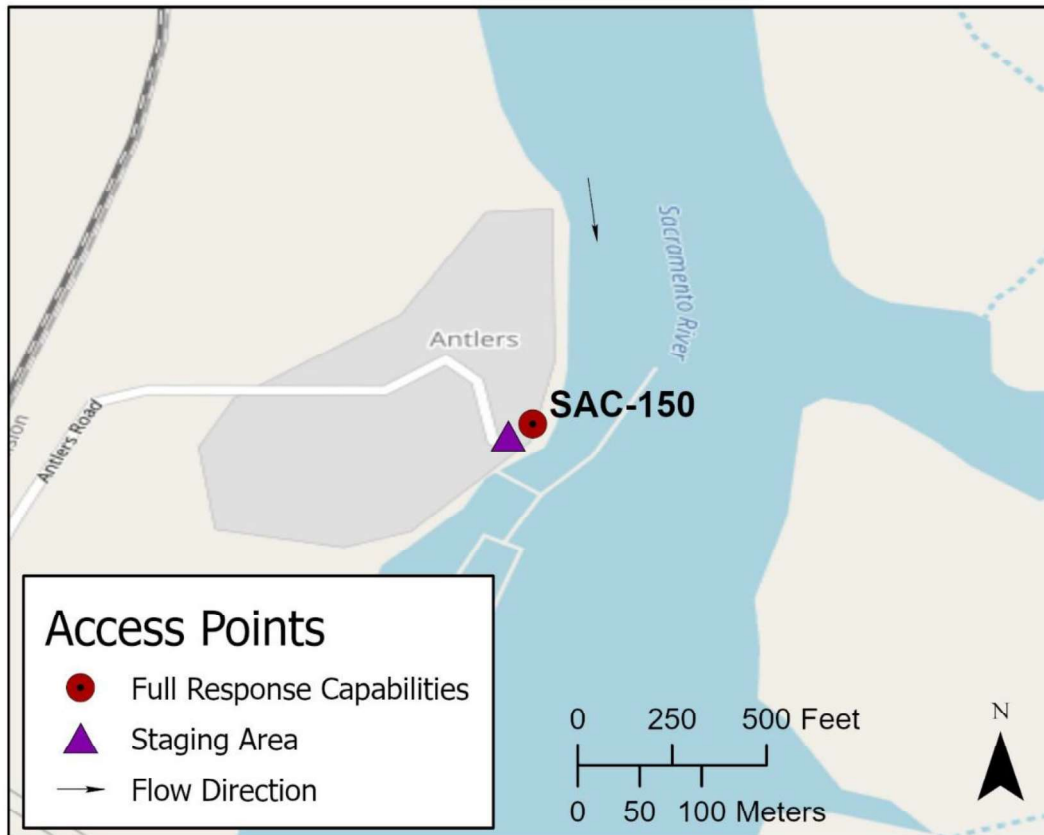 Sacramento River
Antlers
SAC-150
Antlers Road
sion
Access Points
Full Response Capabilities
Staging Area
Flow Direction
0 250 500 Feet
0 50 100 Meters
N